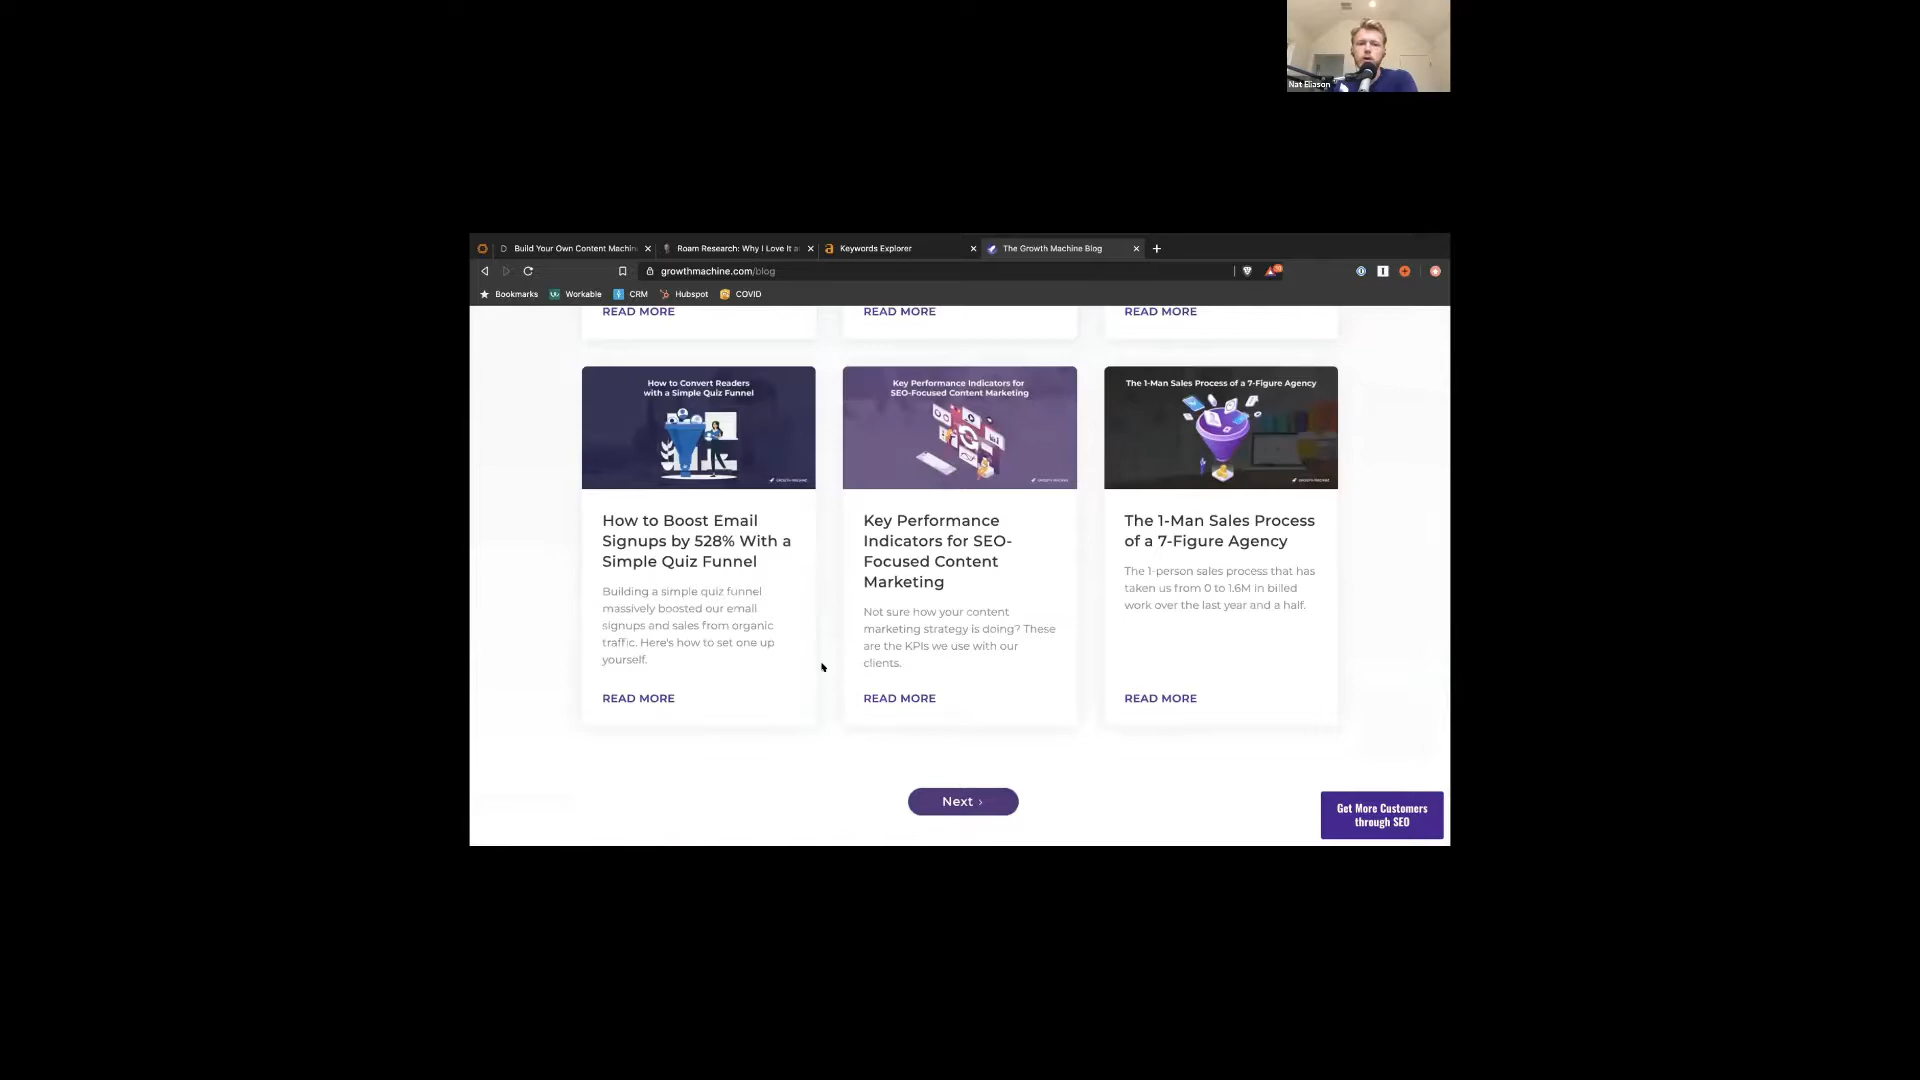 Nat Eliason
Build Your Own Content Machin
Roam Research: Why I Love It a
Keywords Explorer
The Growth Machine Blog
growthmachine.com/blog
Bookmarks
Workable
CRM
Hubspot
COVID
READ MORE
READ MORE
READ MORE
How to Convert Readers
with a Simple Quiz Funnel
GROWTH MACHINE
How to Boost Email
Signups by 528% With a
Simple Quiz Funnel
Building a simple quiz funnel
massively boosted our email
signups and sales from organic
traffic. Here's how to set one up
yourself.
READ MORE
Key Performance Indicators for
SEO-Focused Content Marketing
GROWTH MACHINE
Key Performance
Indicators for SEO-
Focused Content
Marketing
Not sure how your content
marketing strategy is doing? These
are the KPIs we use with our
clients.
READ MORE
The 1-Man Sales Process of a 7-Figure Agency
GROWTH MACHINE
The 1-Man Sales Process
of a 7-Figure Agency
The 1-person sales process that has
taken us from 0 to 1.6M in billed
work over the last year and a half.
READ MORE
Next ›
Get More Customers
through SEO